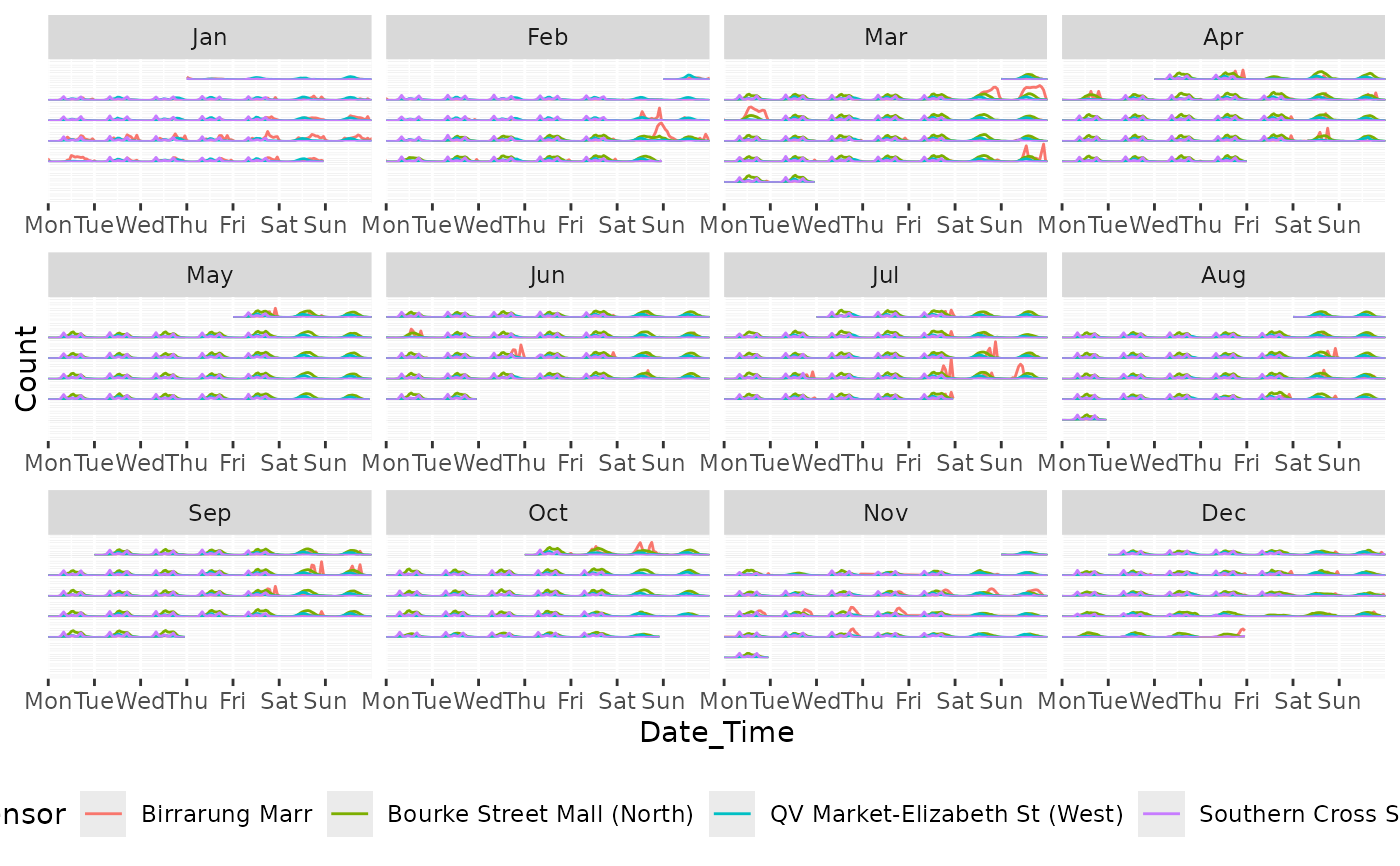 Jan Feb Mar Apr
Mon Tue Wed Thu Fri Sat Sun Mon Tue Wed Thu Fri Sat Sun Mon Tue Wed Thu Fri Sat Sun Mon Tue Wed Thu Fri Sat Sun
May Jun Jul Aug
Count
Mon Tue Wed Thu Fri Sat Sun Mon Tue Wed Thu Fri Sat Sun Mon Tue Wed Thu Fri Sat Sun Mon Tue Wed Thu Fri Sat Sun
Sep Oct Nov Dec
Mon Tue Wed Thu Fri Sat Sun Mon Tue Wed Thu Fri Sat Sun Mon Tue Wed Thu Fri Sat Sun Mon Tue Wed Thu Fri Sat Sun
Date_Time
nsor Birrarung Marr Bourke Street Mall (North) QV Market-Elizabeth St (West) Southern Cross S